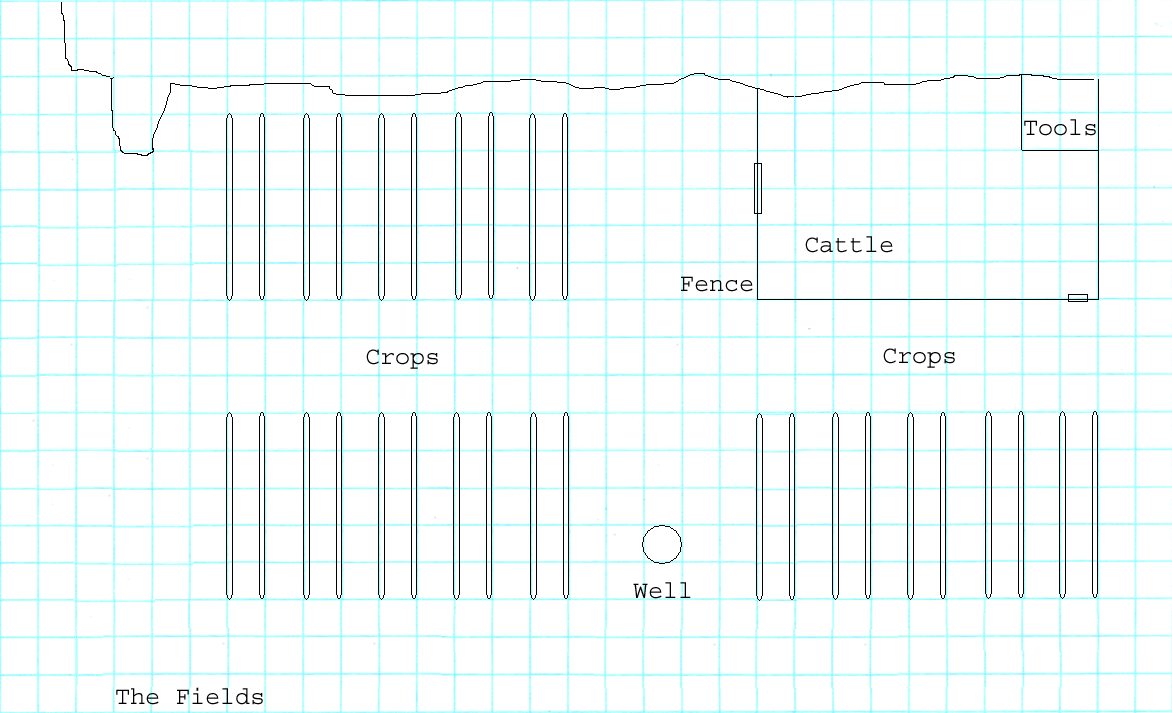 Tools
Cattle
Fence
Crops
Crops
Well
The Fields